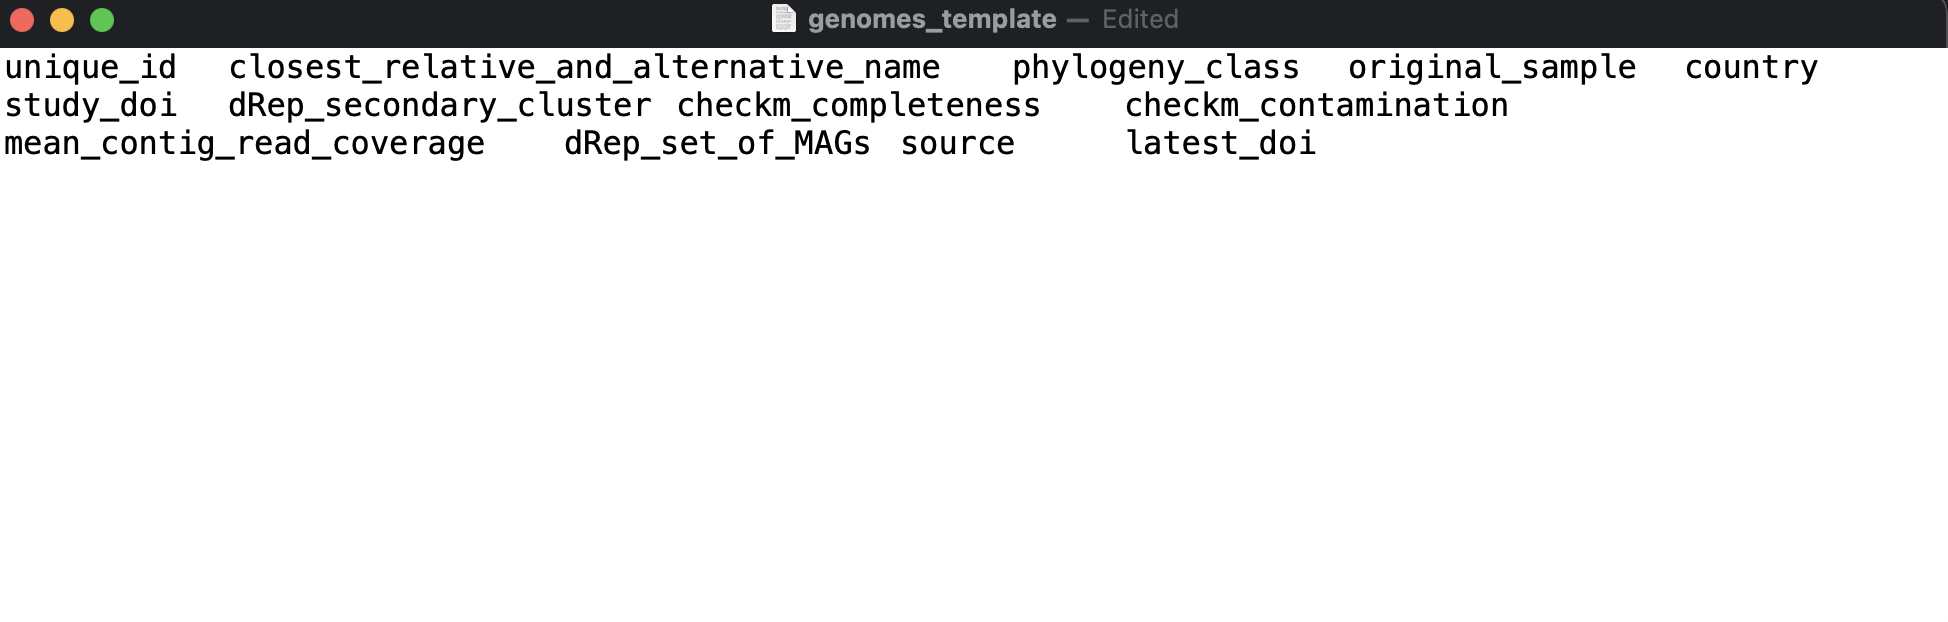 genomes_template — Edited
unique_id closest_relative_and_alternative_name phylogeny_class original_sample country
study_doi dRep_secondary_cluster checkm_completeness checkm_contamination
mean_contig_read_coverage dRep_set_of_MAGs source latest_doi